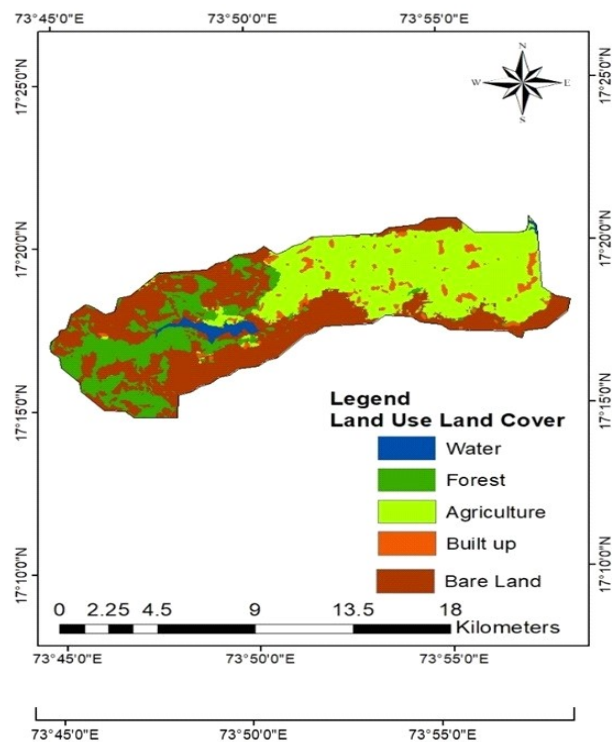 73°45'0"E 73°50'0"E 73°55'0"E
N
W E
S
17°25'0"N 17°25'0"N
17°20'0"N 17°20'0"N
17°15'0"N 17°15'0"N
17°10'0"N 17°10'0"N
Legend
Land Use Land Cover
Water
Forest
Agriculture
Built up
Bare Land
0 2.25 4.5 9 13.5 18
Kilometers
73°45'0"E 73°50'0"E 73°55'0"E
73°45'0"E 73°50'0"E 73°55'0"E